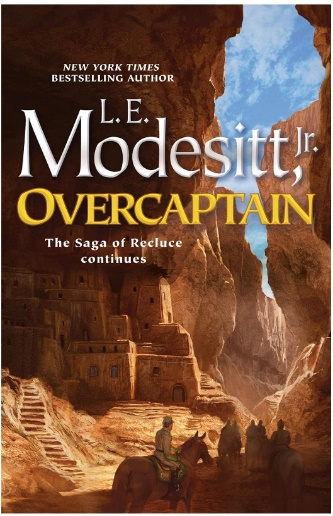 NEW YORK TIMES
BESTSELLING AUTHOR
L. E.
Modesitt, Jr.
OVERCAPTAIN
The Saga of Recluce
continues